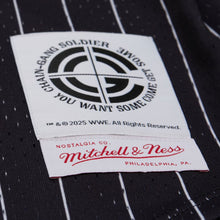 CHAIN-GANG SOLDIER
IF YOU WANT SOME COME GET SOME
™ & © 2025 WWE. All Rights Reserved.
NOSTALGIA CO.
Mitchell & Ness
PHILADELPHIA, PA.